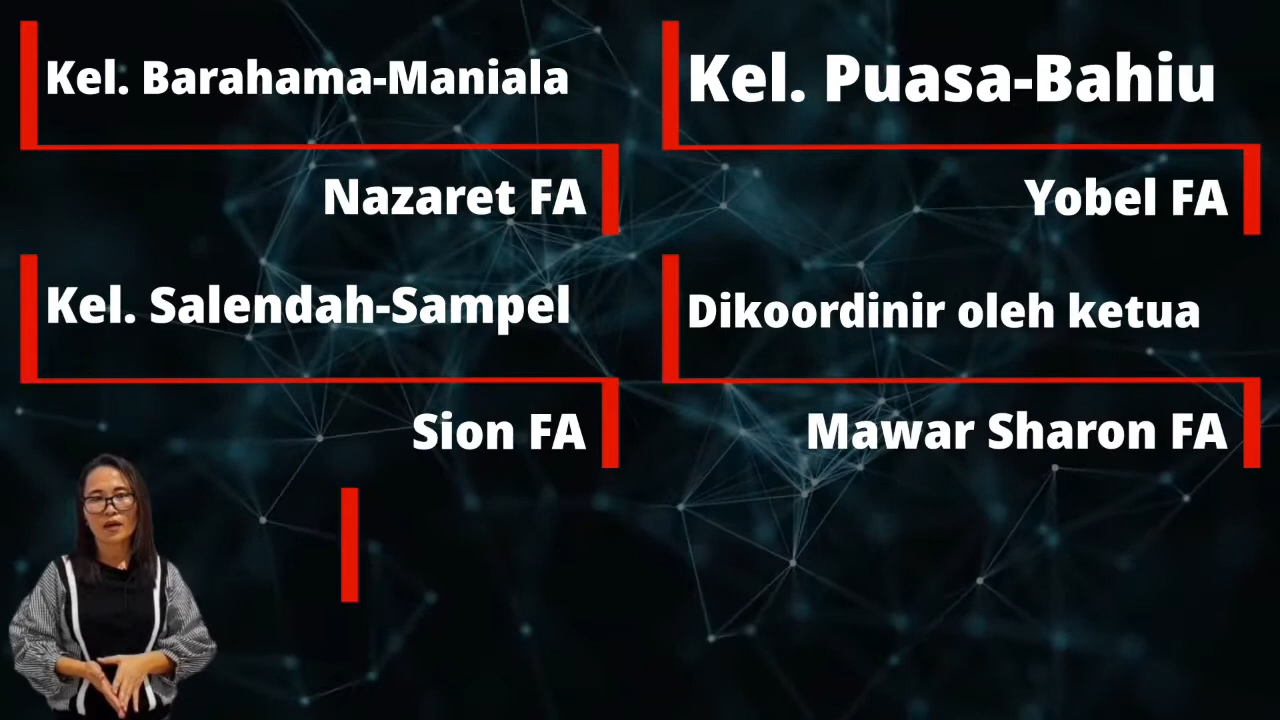 Kel. Barahama-Maniala
Nazaret FA
Kel. Puasa-Bahiu
Yobel FA
Kel. Salendah-Sampel
Sion FA
Dikoordinir oleh ketua
Mawar Sharon FA